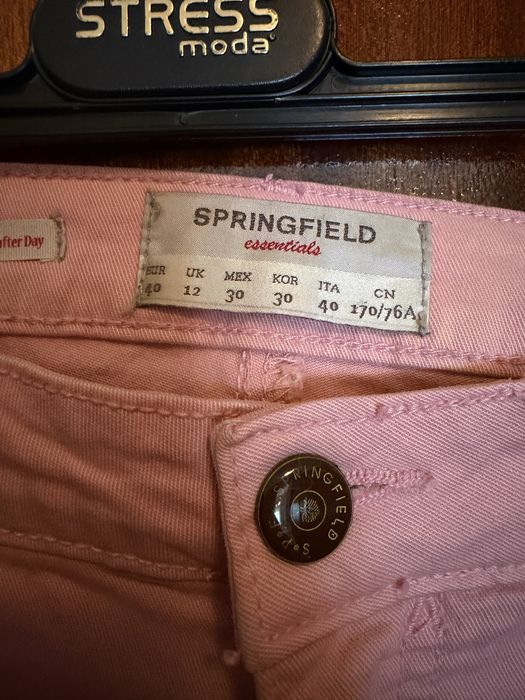 STRESS
moda
after Day
SPRINGFIELD
essentials
EUR UK MEX KOR ITA CN
40 12 30 30 40 170/76A
SPRINGFIELD
S•P•F